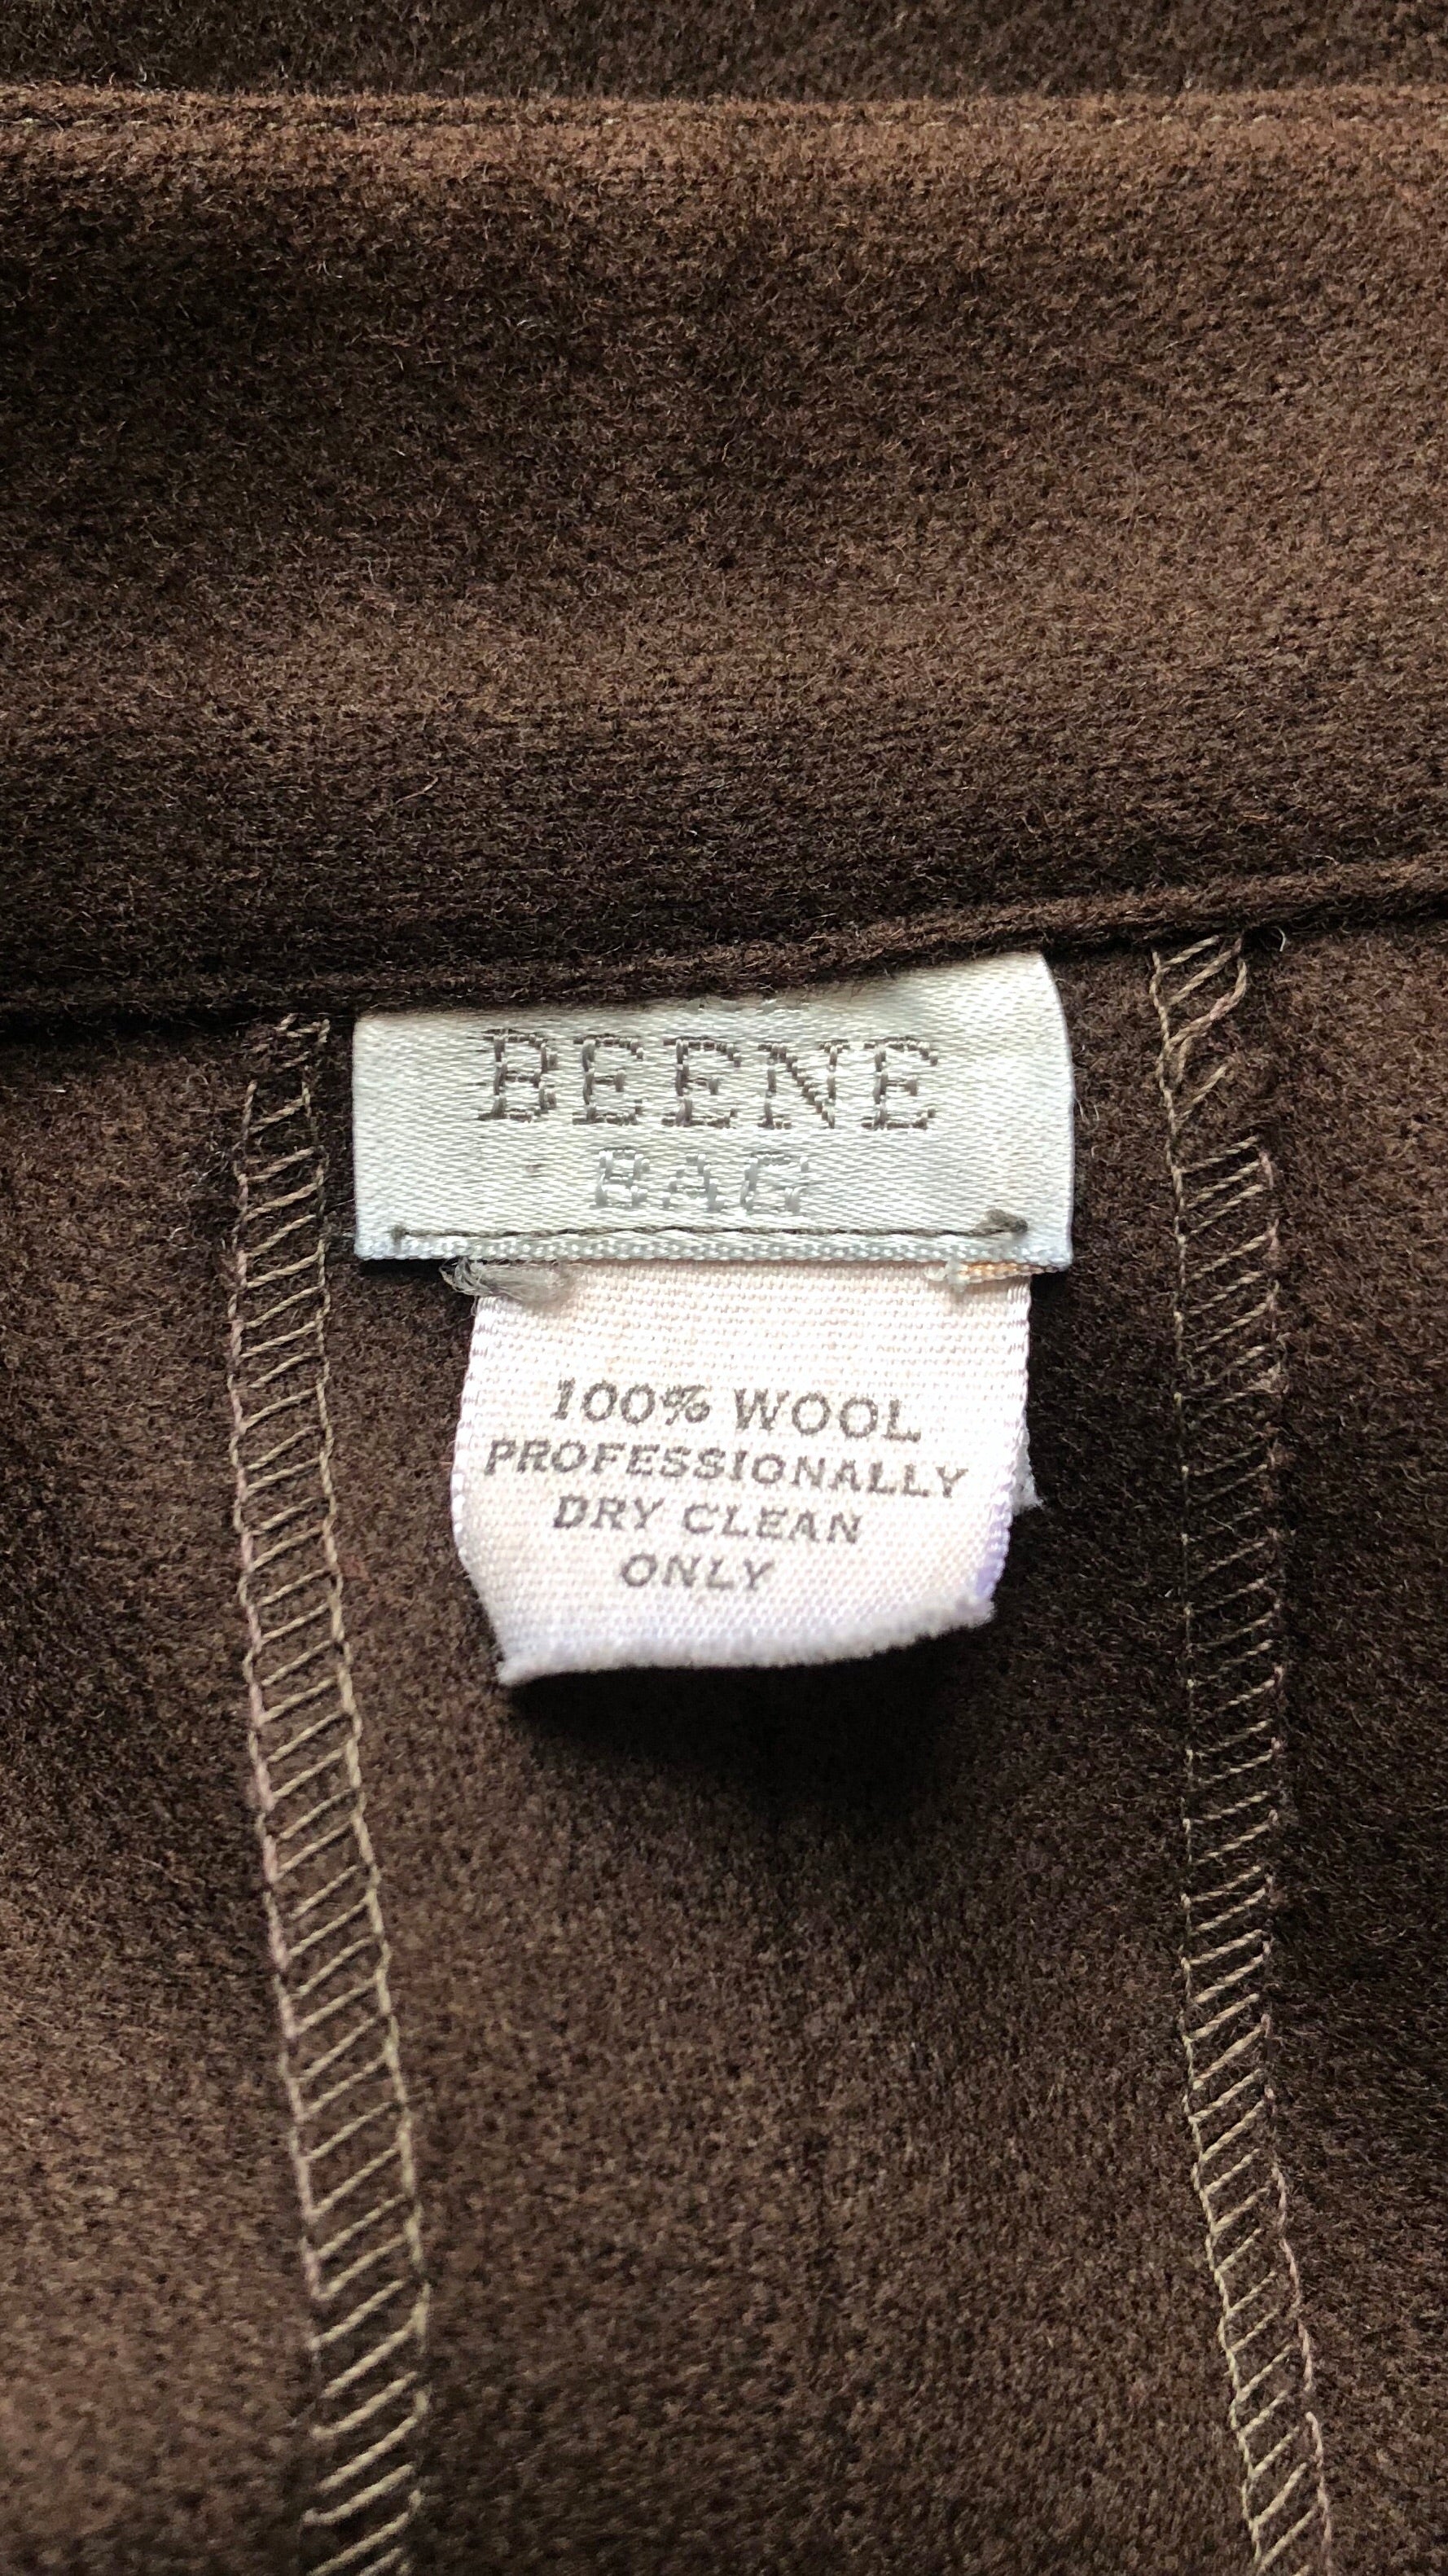 BEENE
BAG
100% WOOL
PROFESSIONALLY
DRY CLEAN
ONLY